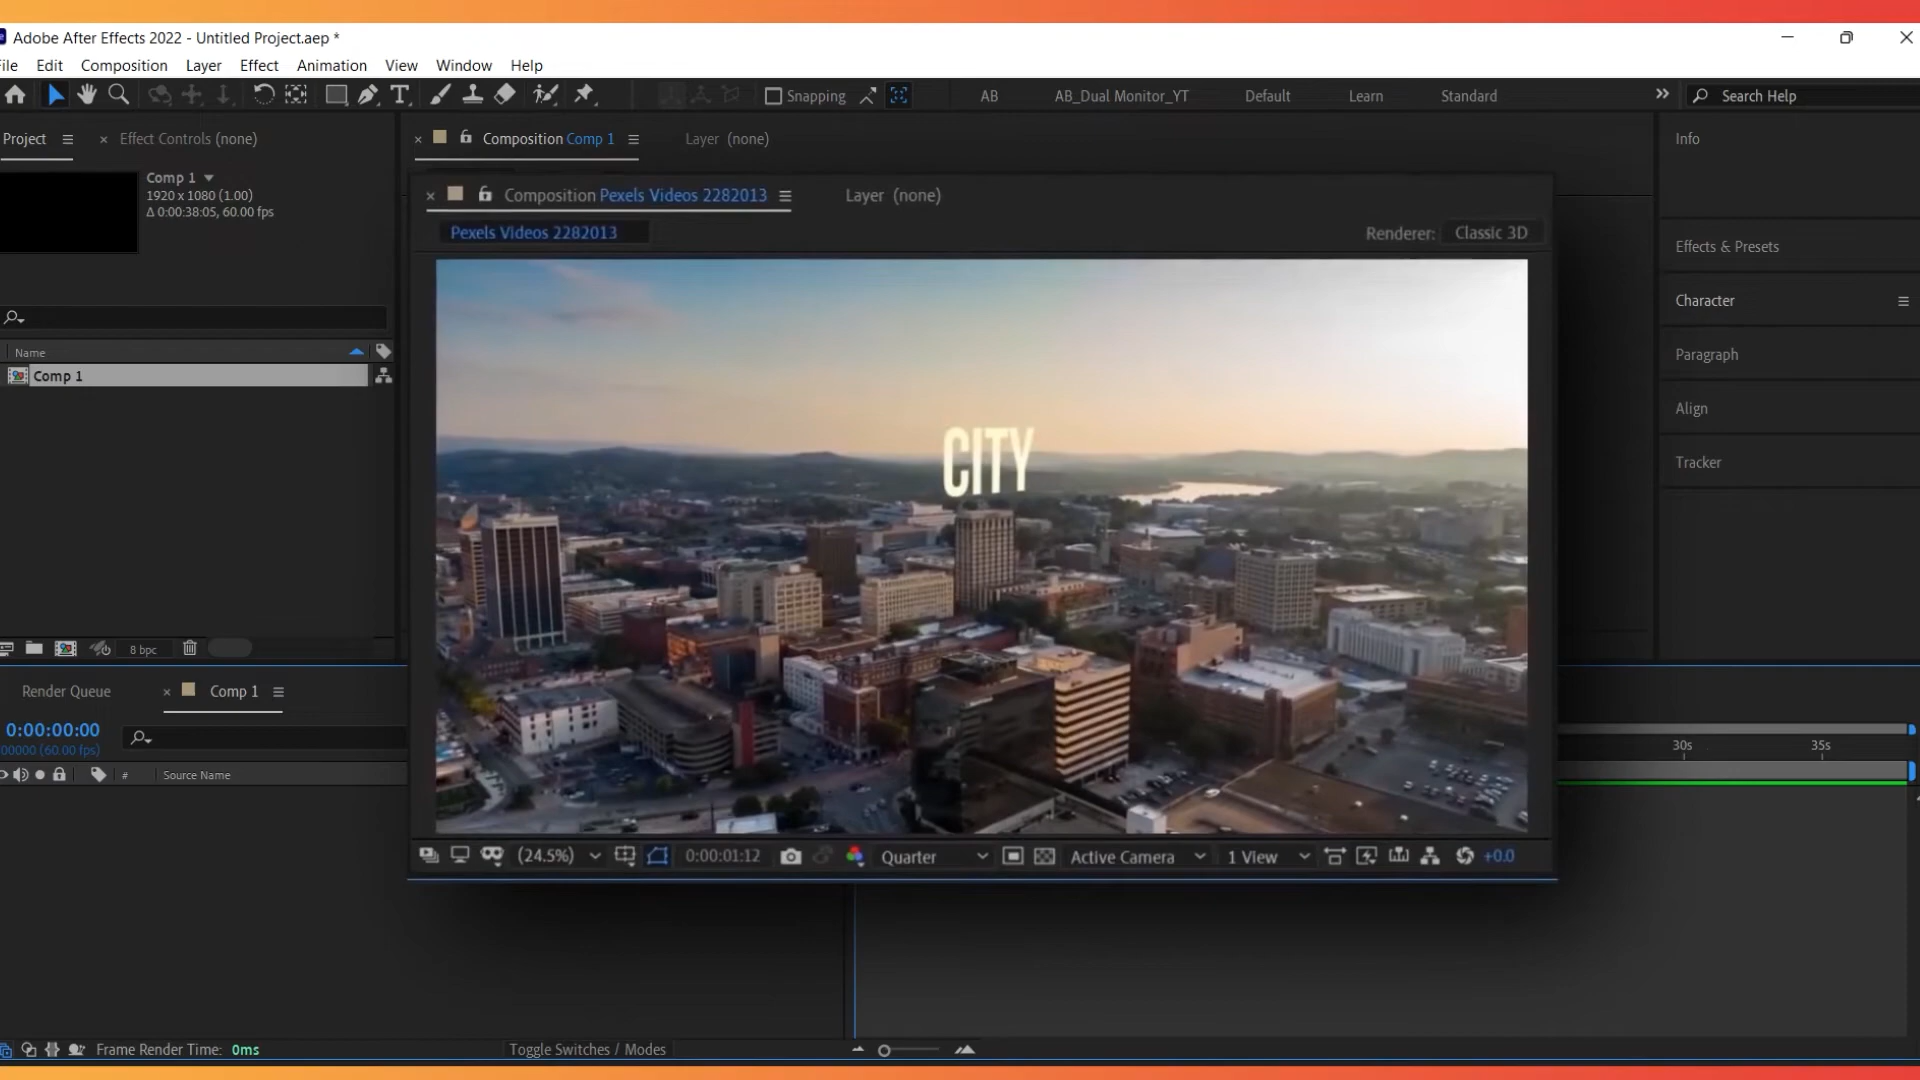 Adobe After Effects 2022 - Untitled Project.aep *
Edit Composition Layer Effect Animation View Window Help
Snapping AB AB_Dual Monitor_YT Default Learn Standard Search Help
Project Effect Controls (none) Composition Comp 1 Layer (none) Info
Comp 1
1920 x 1080 (1.00)
Δ 0:00:38:05, 60.00 fps
Composition Pexels Videos 2282013 Layer (none)
Pexels Videos 2282013 Renderer: Classic 3D
Effects & Presets
Character
Paragraph
Align
Tracker
Name
Comp 1
CITY
8 bpc
Render Queue Comp 1
0:00:00:00
00000 (60.00 fps)
30s 35s
# Source Name
(24.5%) 0:00:01:12 Quarter Active Camera 1 View +0.0
Frame Render Time: 0ms Toggle Switches / Modes